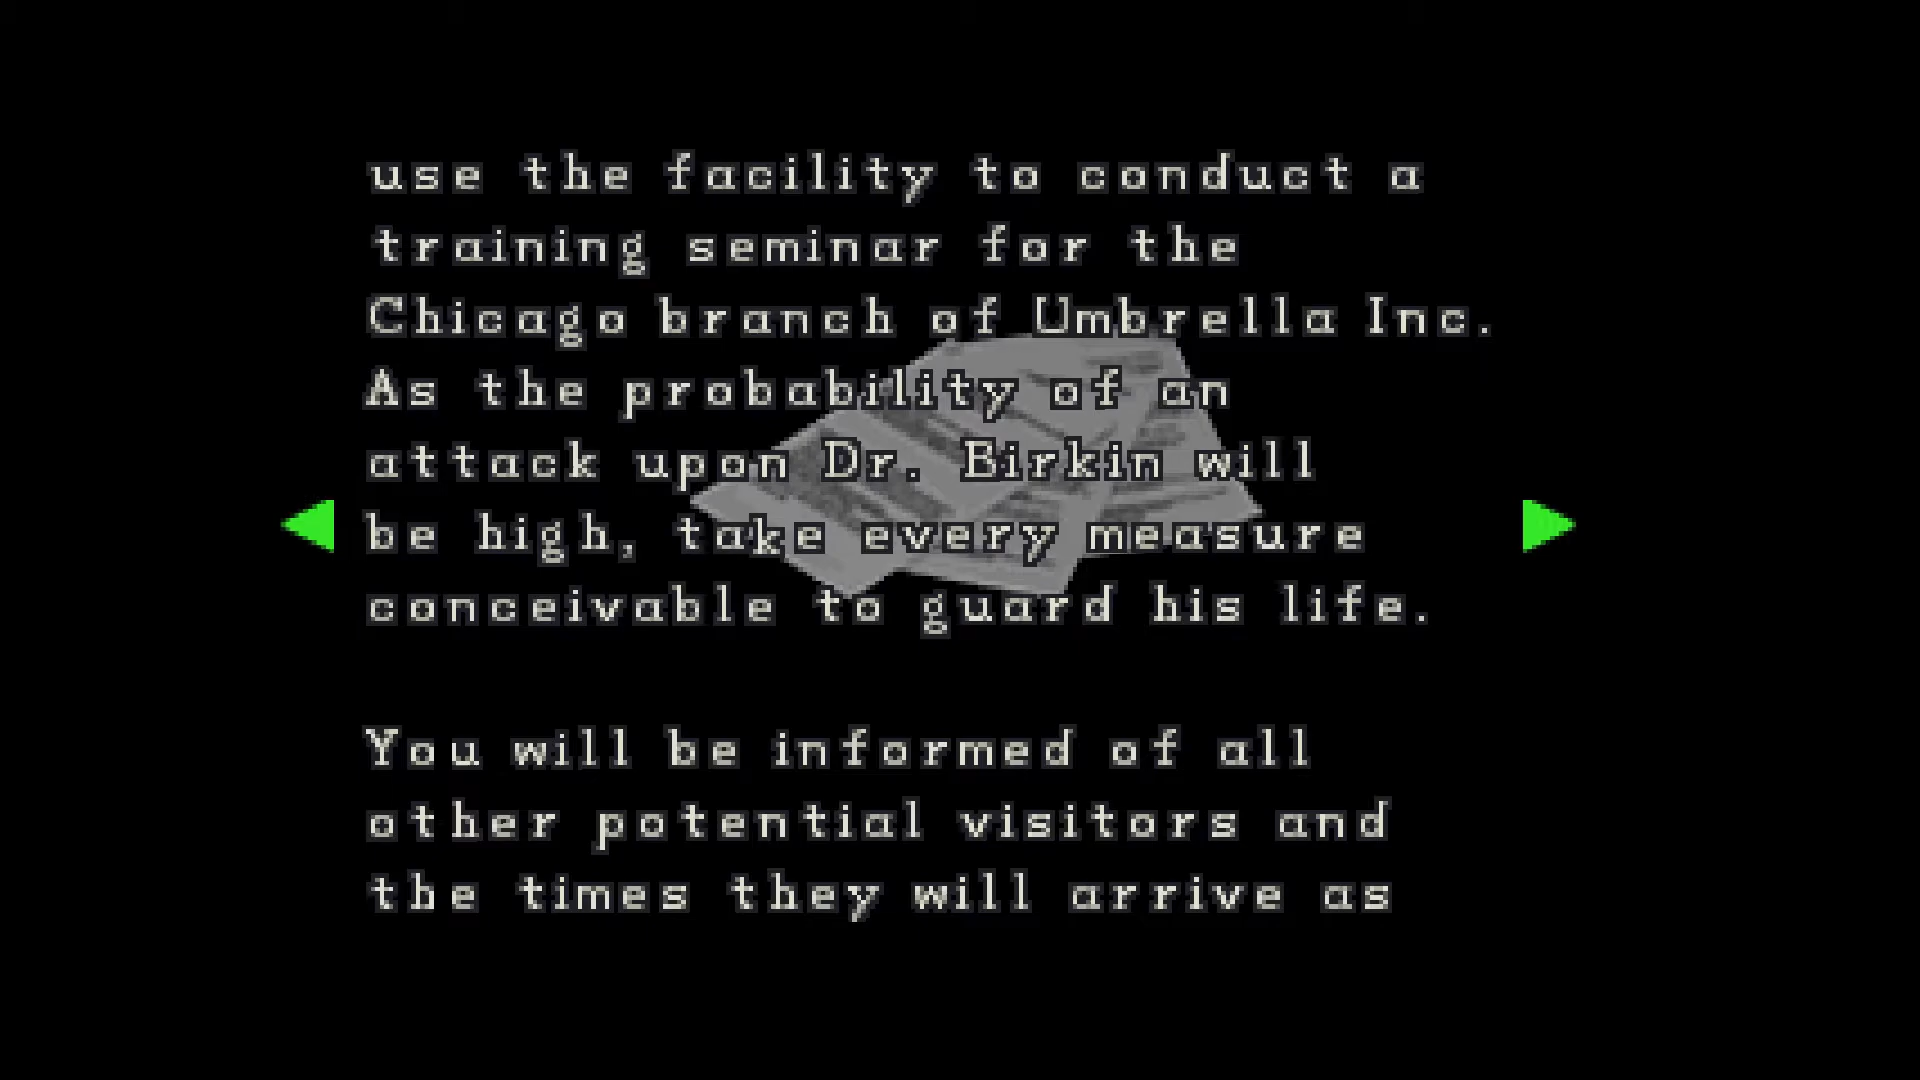 use the facility to conduct a
training seminar for the
Chicago branch of Umbrella Inc.
As the probability of an
attack upon Dr. Birkin will
be high, take every measure
conceivable to guard his life.
You will be informed of all
other potential visitors and
the times they will arrive as